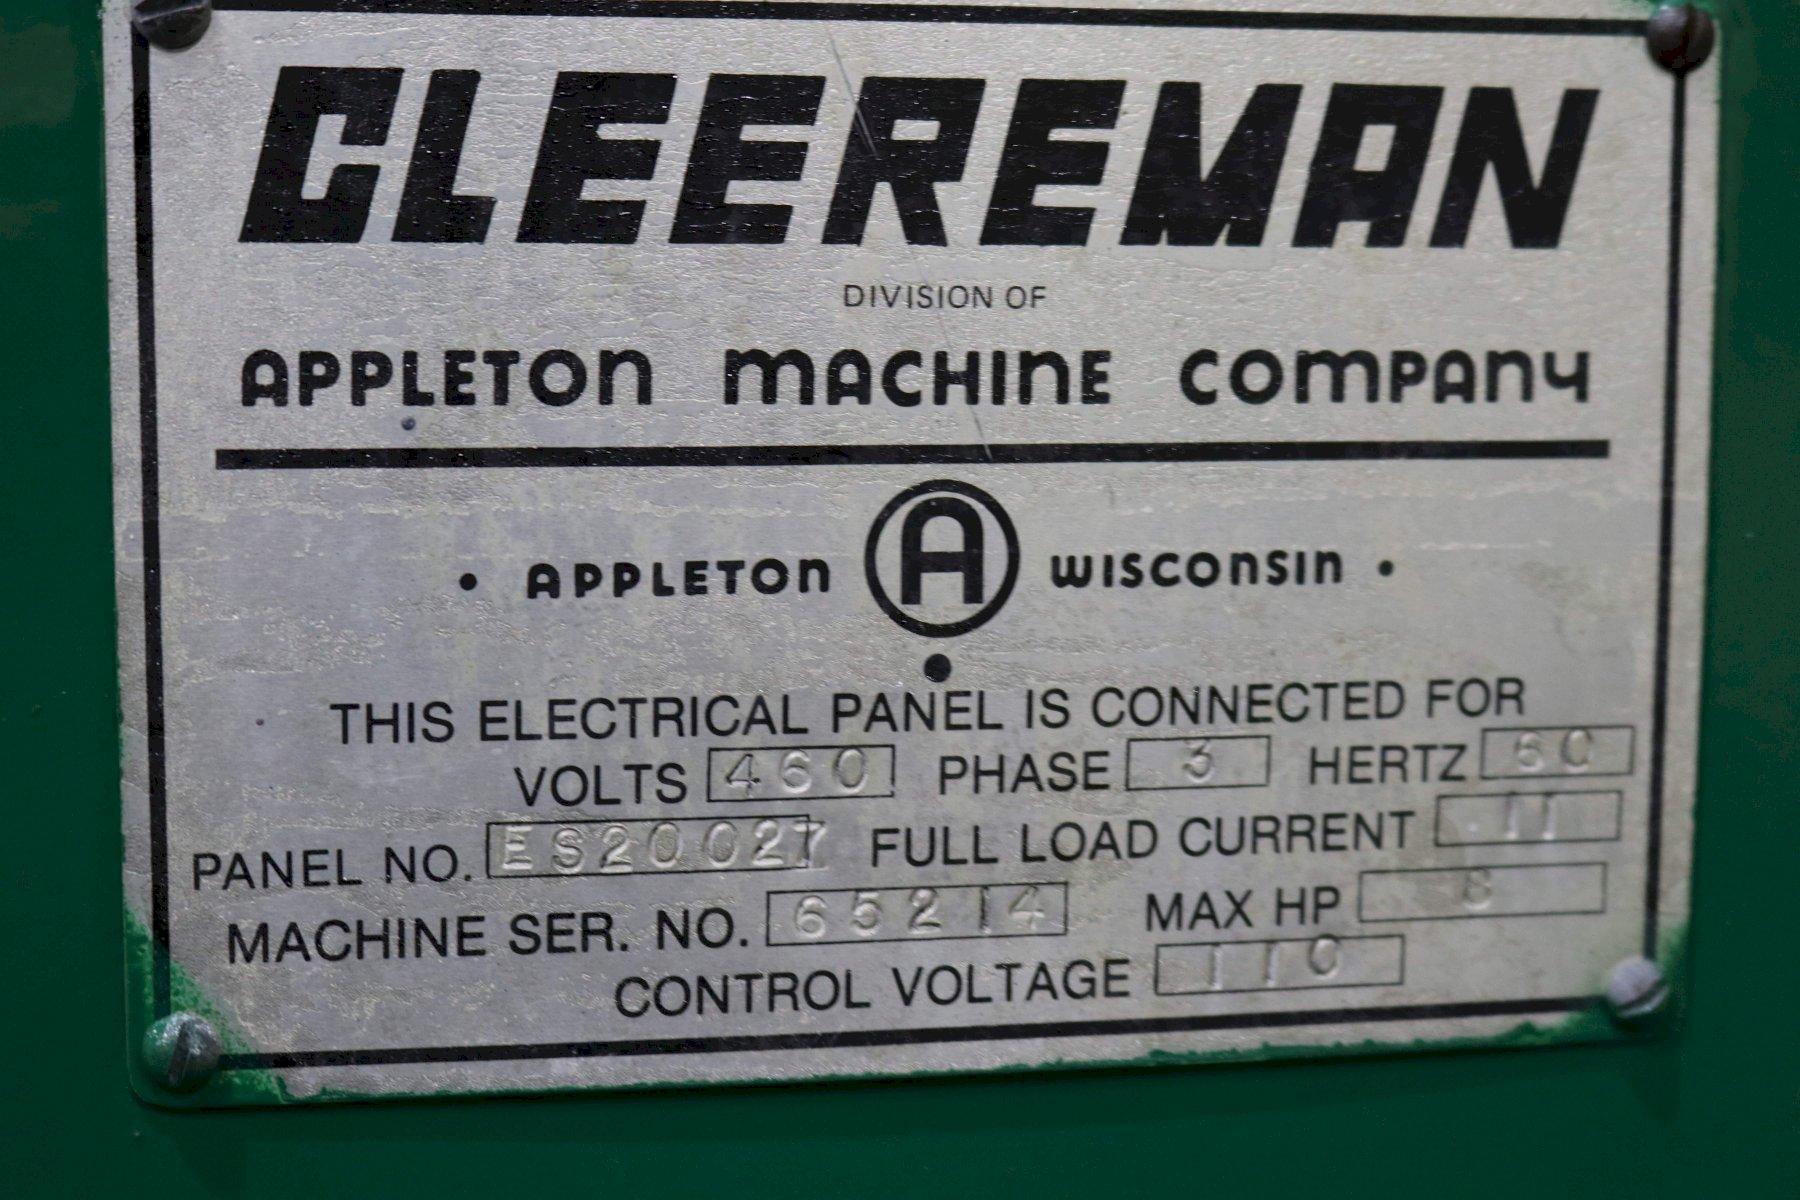 CLEEREMAN
DIVISION OF
APPLETON MACHINE COMPANY
• APPLETON A WISCONSIN •
THIS ELECTRICAL PANEL IS CONNECTED FOR
VOLTS 460 PHASE 3 HERTZ 60
PANEL NO. ES20027 FULL LOAD CURRENT 11
MACHINE SER. NO. 65214 MAX HP 8
CONTROL VOLTAGE 110